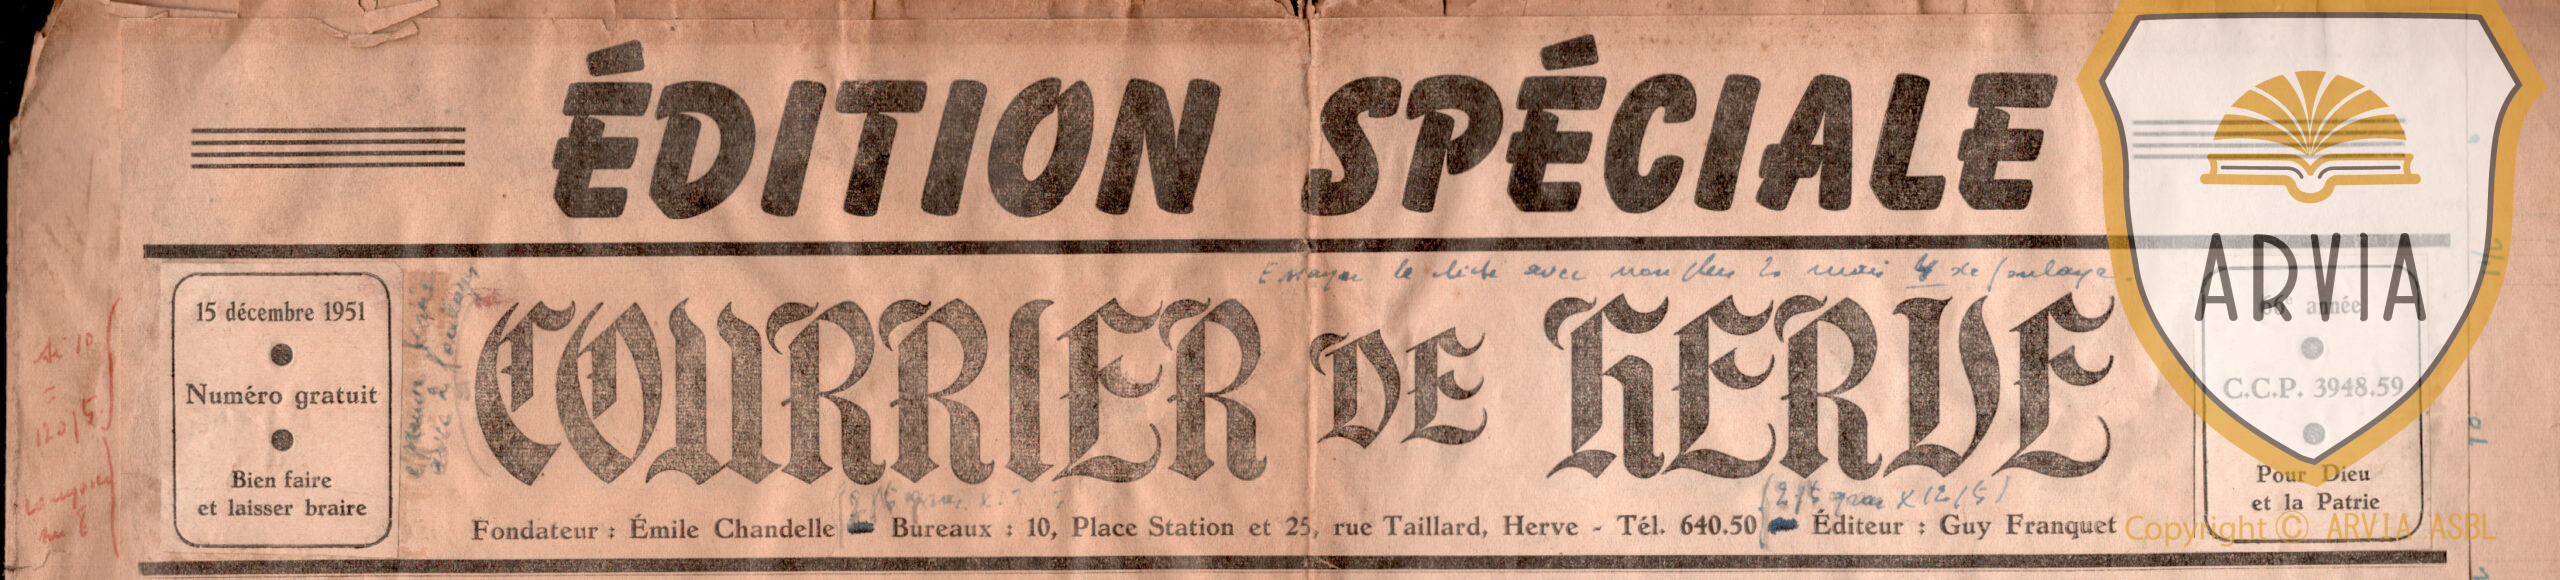 ÉDITION SPÉCIALE
15 décembre 1951
Numéro gratuit
Bien faire
et laisser braire
COURRIER DE HERVE
Fondateur : Émile Chandelle - Bureaux : 10, Place Station et 25, rue Taillard, Herve - Tél. 640.50 - Éditeur : Guy Franquet
année
C.C.P. 3948.59
Pour Dieu
et la Patrie
ARVIA
Copyright © ARVIA ASBL